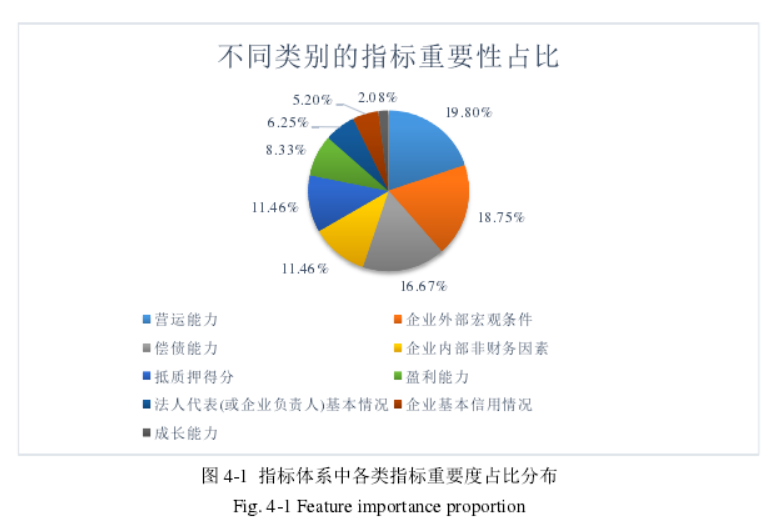 不同类别的指标重要性占比
5.20% 2.08%
19.80%
6.25%
8.33%
11.46%
18.75%
11.46%
16.67%
营运能力 企业外部宏观条件
偿债能力 企业内部非财务因素
抵质押得分 盈利能力
法人代表(或企业负责人)基本情况 企业基本信用情况
成长能力
图 4-1 指标体系中各类指标重要度占比分布
Fig. 4-1 Feature importance proportion